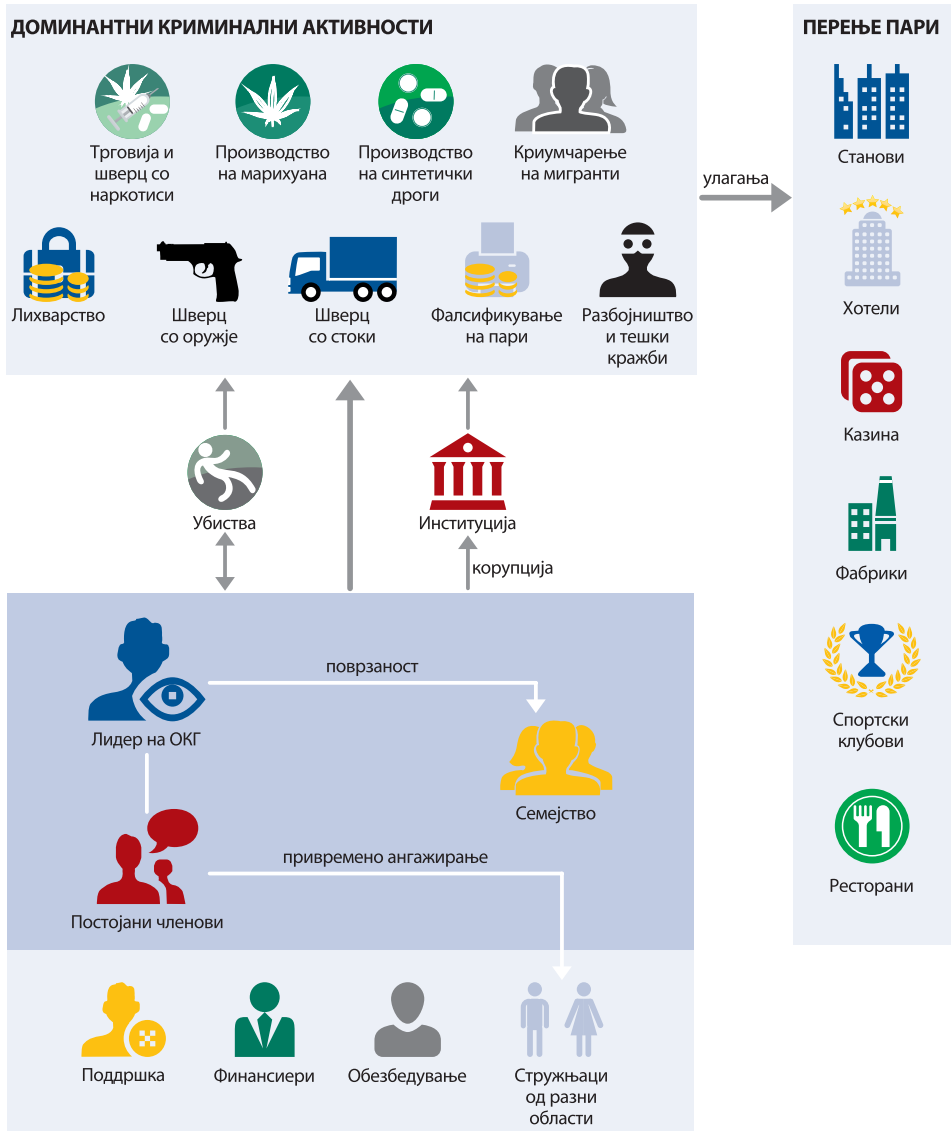 ДОМИНАНТНИ КРИМИНАЛНИ АКТИВНОСТИ
Трговија и
шверц со
наркотиси
Производство
на марихуана
Производство
на синтетички
дроги
Криумчарење
на мигранти
Лихварство
Шверц
со оружје
Шверц
со стоки
Фалсификување
на пари
Разбојништво
и тешки
кражби
улагања
ПЕРЕЊЕ ПАРИ
Станови
Хотели
Казина
Фабрики
Спортски
клубови
Ресторани
Убиства
Институција
корупција
Лидер на ОКГ
поврзаност
Семејство
Постојани членови
привремено ангажирање
Поддршка
Финансиери
Обезбедување
Стружњаци
од разни
области